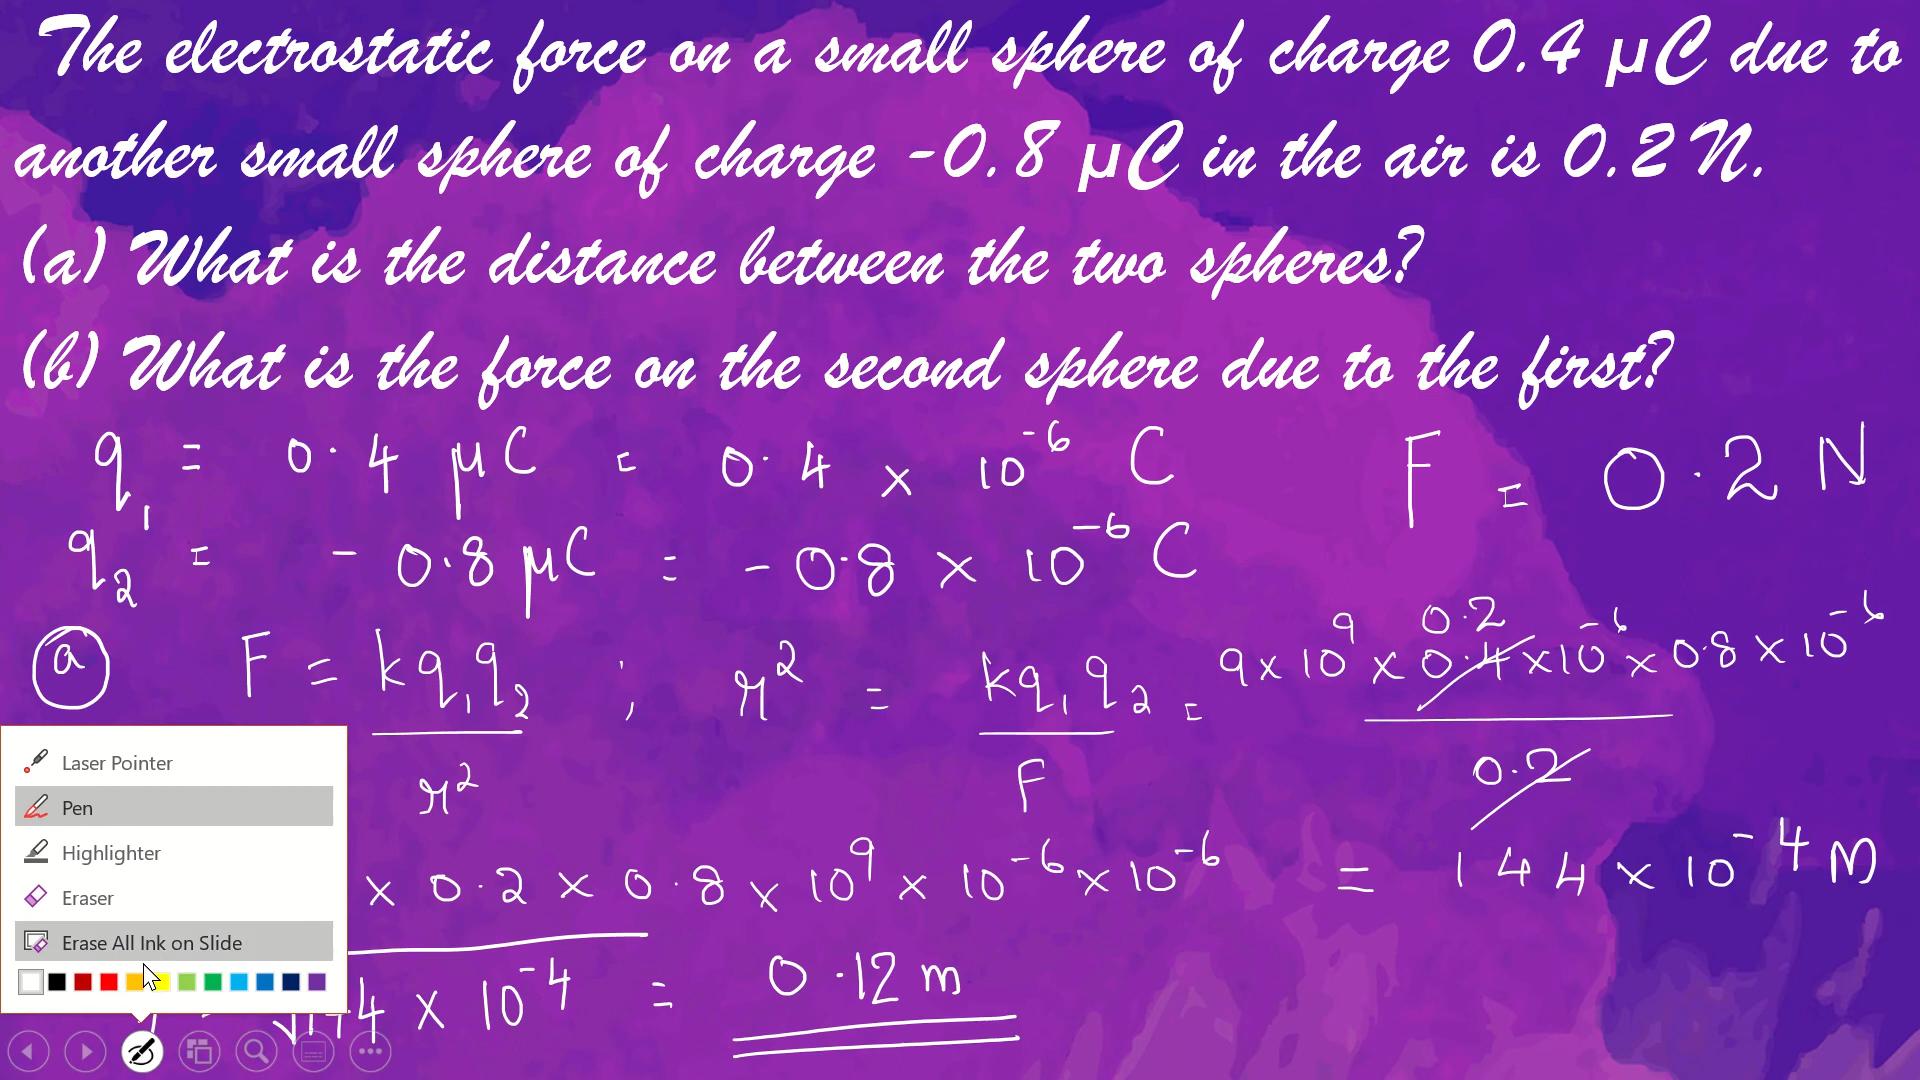 The electrostatic force on a small sphere of charge 0.4 μC due to
another small sphere of charge -0.8 μC in the air is 0.2 N.
(a) What is the distance between the two spheres?
(b) What is the force on the second sphere due to the first?
q₁ = 0.4 μC = 0.4 × 10⁻⁶ C F = 0.2 N
q₂ = - 0.8 μC = - 0.8 × 10⁻⁶ C
0.2
(a) F = kq₁q₂ ; r² = kq₁q₂ = 9 × 10⁹ × 0.4 × 10⁻⁶ × 0.8 × 10⁻⁶
r² F 0.2
× 0.2 × 0.8 × 10⁹ × 10⁻⁶ × 10⁻⁶ = 144 × 10⁻⁴ m
√144 × 10⁻⁴ = 0.12 m
Laser Pointer
Pen
Highlighter
Eraser
Erase All Ink on Slide